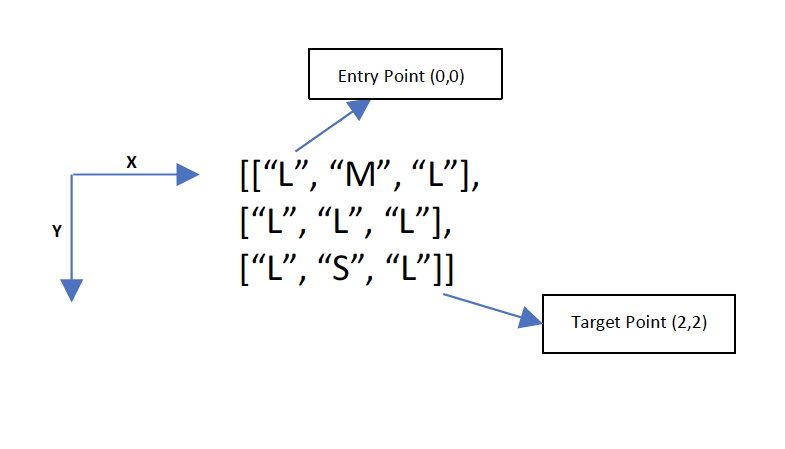 Entry Point (0,0)
X
[[“L”, “M”, “L”],
Y
[“L”, “L”, “L”],
[“L”, “S”, “L”]]
Target Point (2,2)